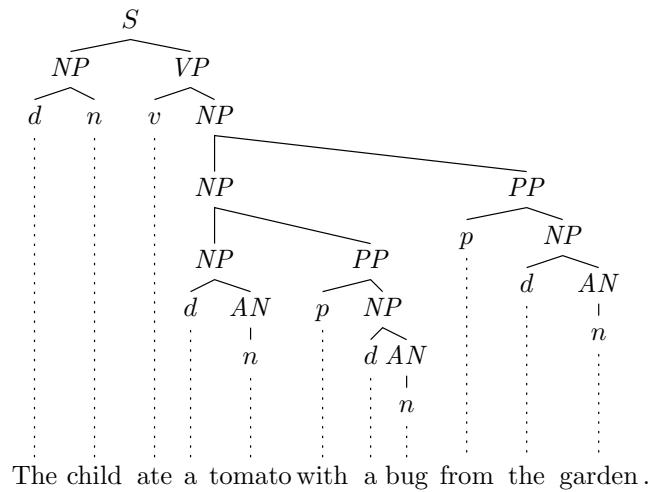 S
NP VP
d n v NP
NP PP
p NP
NP PP
d AN
d AN p NP
n
n d AN
n
The child ate a tomato with a bug from the garden .